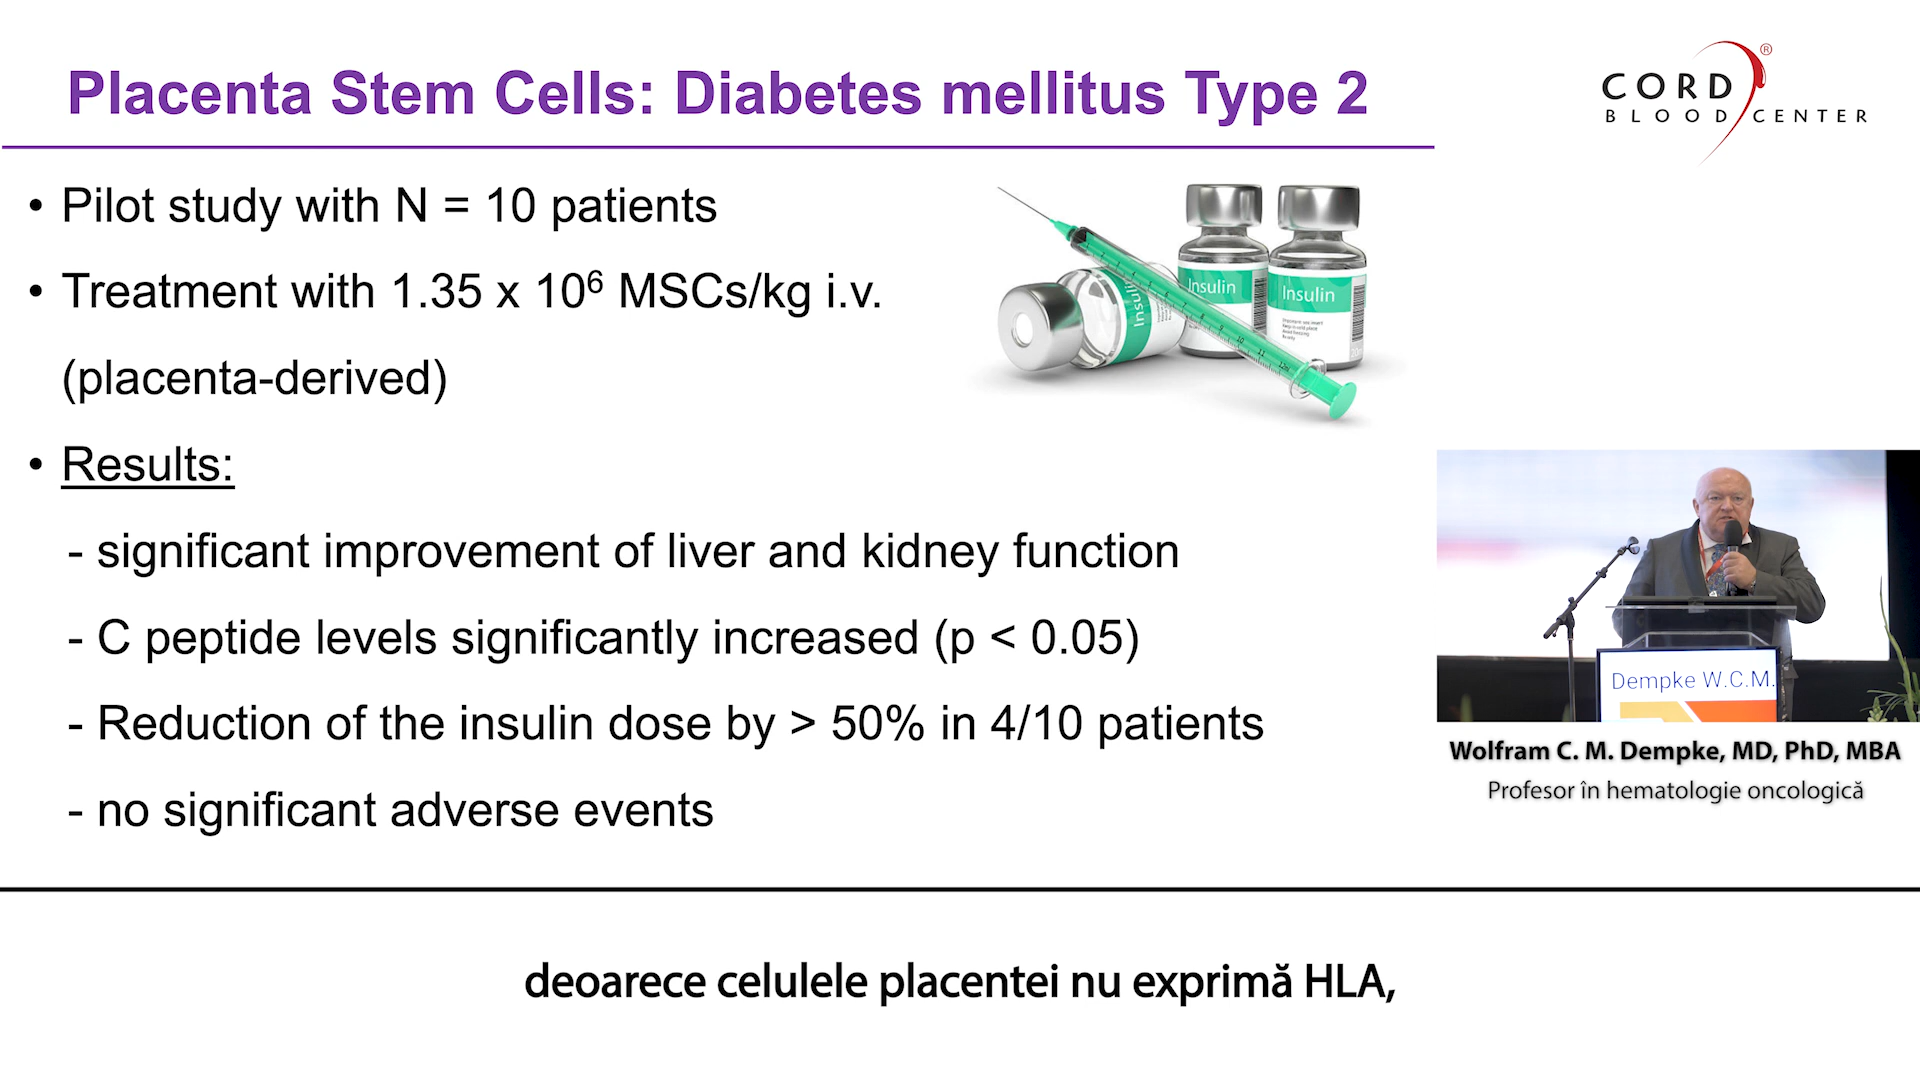 Placenta Stem Cells: Diabetes mellitus Type 2
CORD
BLOOD CENTER
®
• Pilot study with N = 10 patients
• Treatment with 1.35 x 10⁶ MSCs/kg i.v.
(placenta-derived)
• Results:
- significant improvement of liver and kidney function
- C peptide levels significantly increased (p < 0.05)
- Reduction of the insulin dose by > 50% in 4/10 patients
- no significant adverse events
Insulin
Insulin
Insulin
Dempke W.C.M.
Wolfram C. M. Dempke, MD, PhD, MBA
Profesor în hematologie oncologică
deoarece celulele placentei nu exprimă HLA,